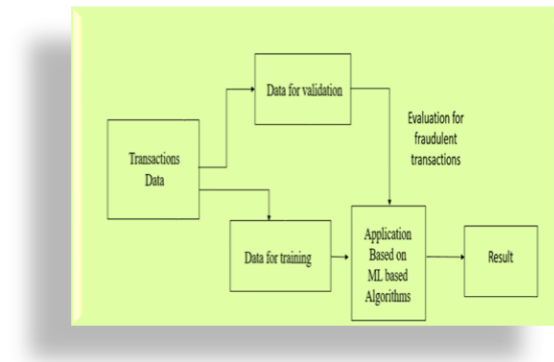 Data for validation
Evaluation for
fraudulent
transactions
Transactions
Data
Data for training
Application
Based on
ML based
Algorithms
Result